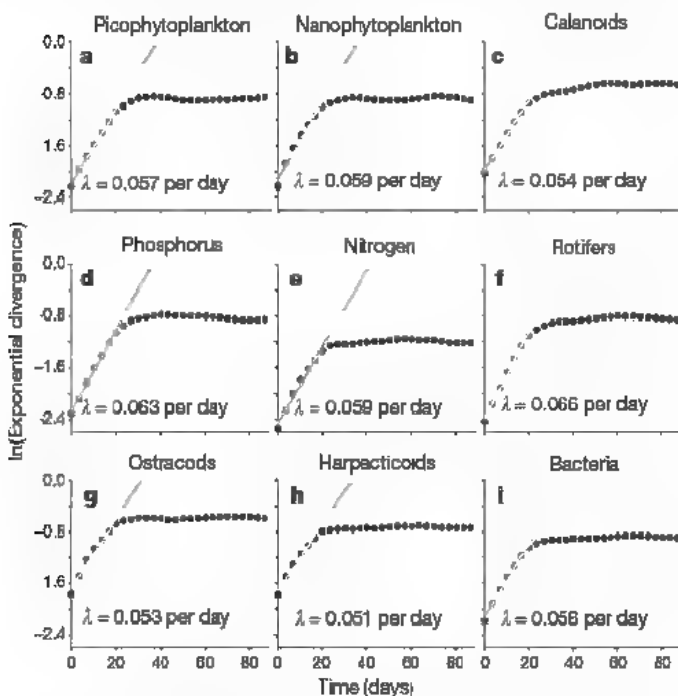 Picophytoplankton Nanophytoplankton Calanoids
0.0 a b c
−0.8
−1.6
−2.4
λ = 0.057 per day λ = 0.059 per day λ = 0.054 per day
Phosphorus Nitrogen Rotifers
0.0 d e f
−0.8
−1.6
−2.4
λ = 0.063 per day λ = 0.059 per day λ = 0.066 per day
Ostracods Harpacticoids Bacteria
0.0 g h i
−0.8
−1.6
−2.4
λ = 0.053 per day λ = 0.051 per day λ = 0.056 per day
0 20 40 60 80 0 20 40 60 80 0 20 40 60 80
ln(Exponential divergence)
Time (days)